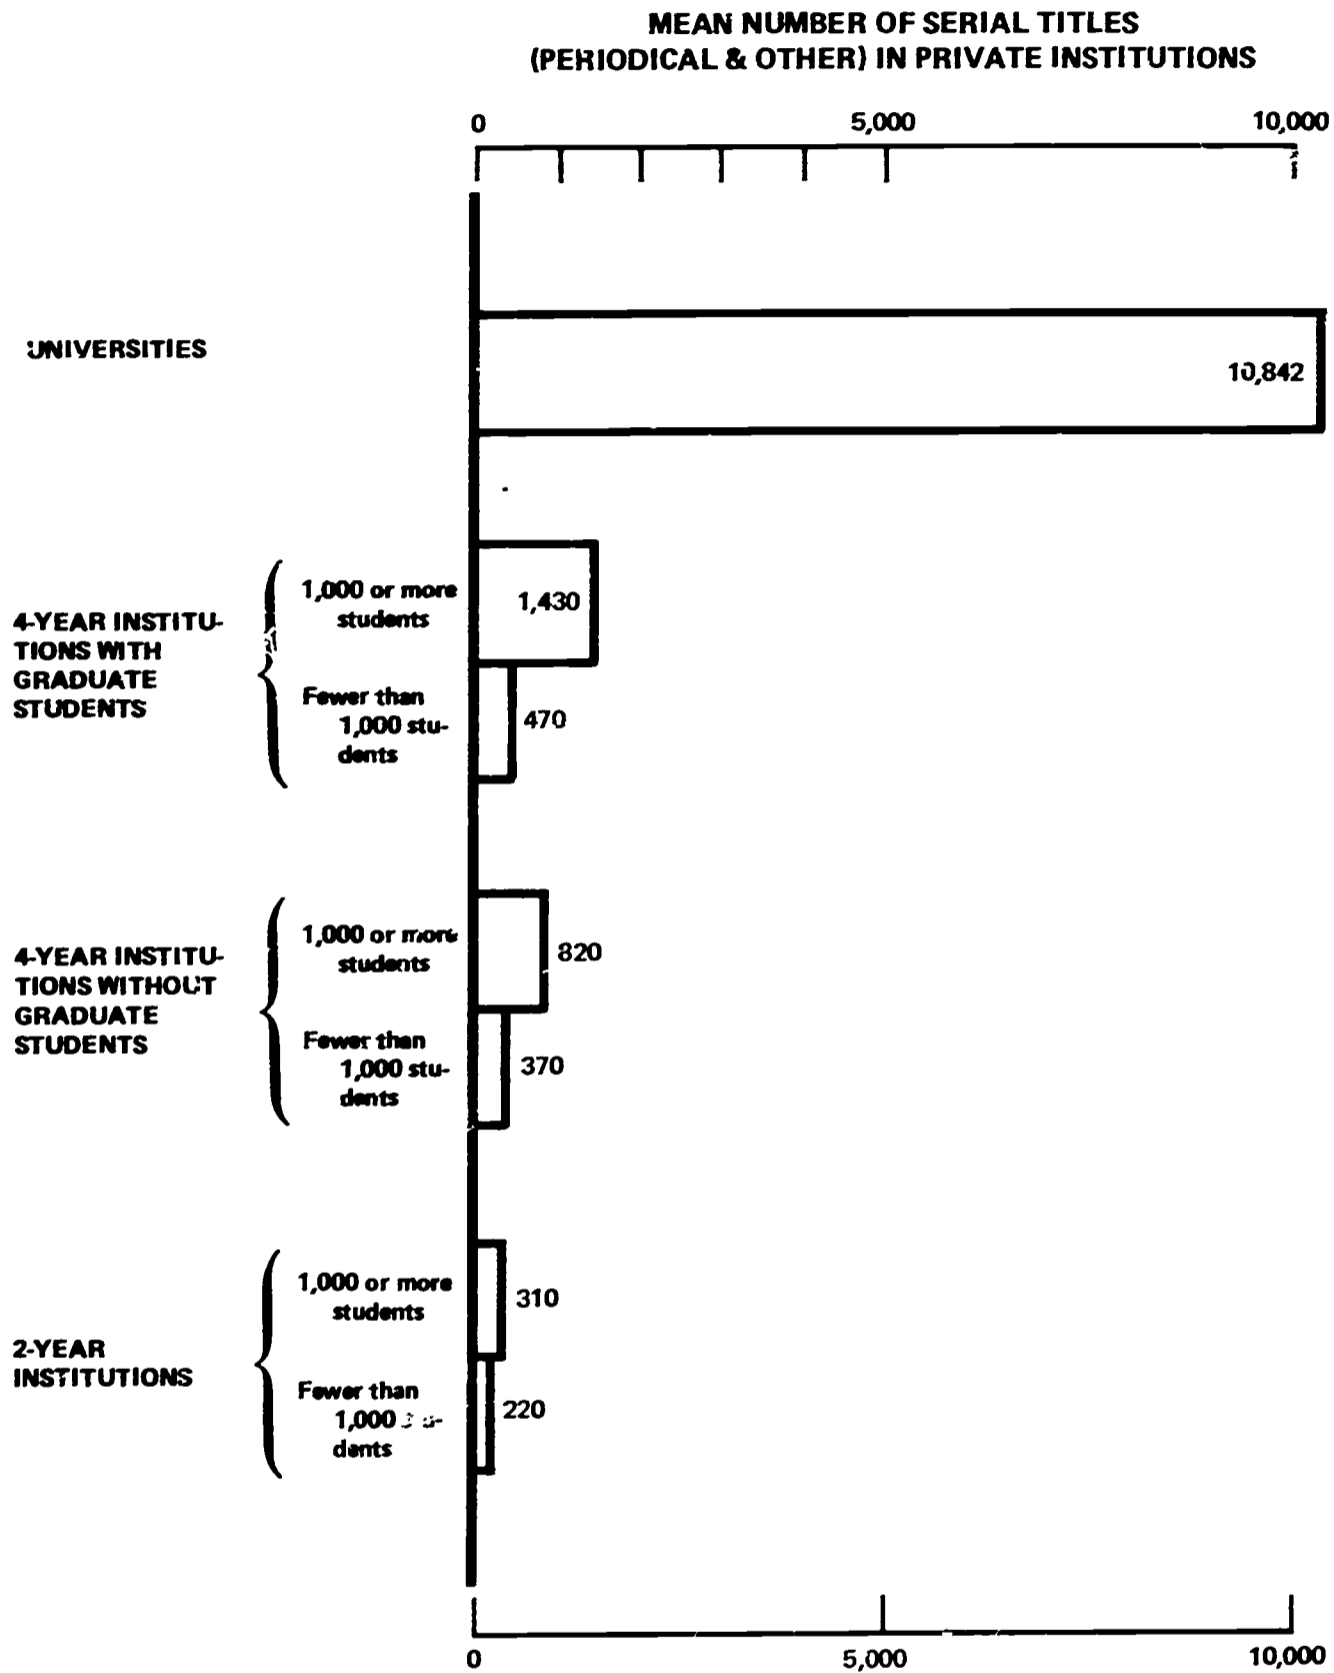 MEAN NUMBER OF SERIAL TITLES
(PERIODICAL & OTHER) IN PRIVATE INSTITUTIONS
0 5,000 10,000
UNIVERSITIES
10,842
4-YEAR INSTITU-
TIONS WITH
GRADUATE
STUDENTS
1,000 or more
students
1,430
Fewer than
1,000 stu-
dents
470
4-YEAR INSTITU-
TIONS WITHOUT
GRADUATE
STUDENTS
1,000 or more
students
820
Fewer than
1,000 stu-
dents
370
2-YEAR
INSTITUTIONS
1,000 or more
students
310
Fewer than
1,000
dents
220
0 5,000 10,000